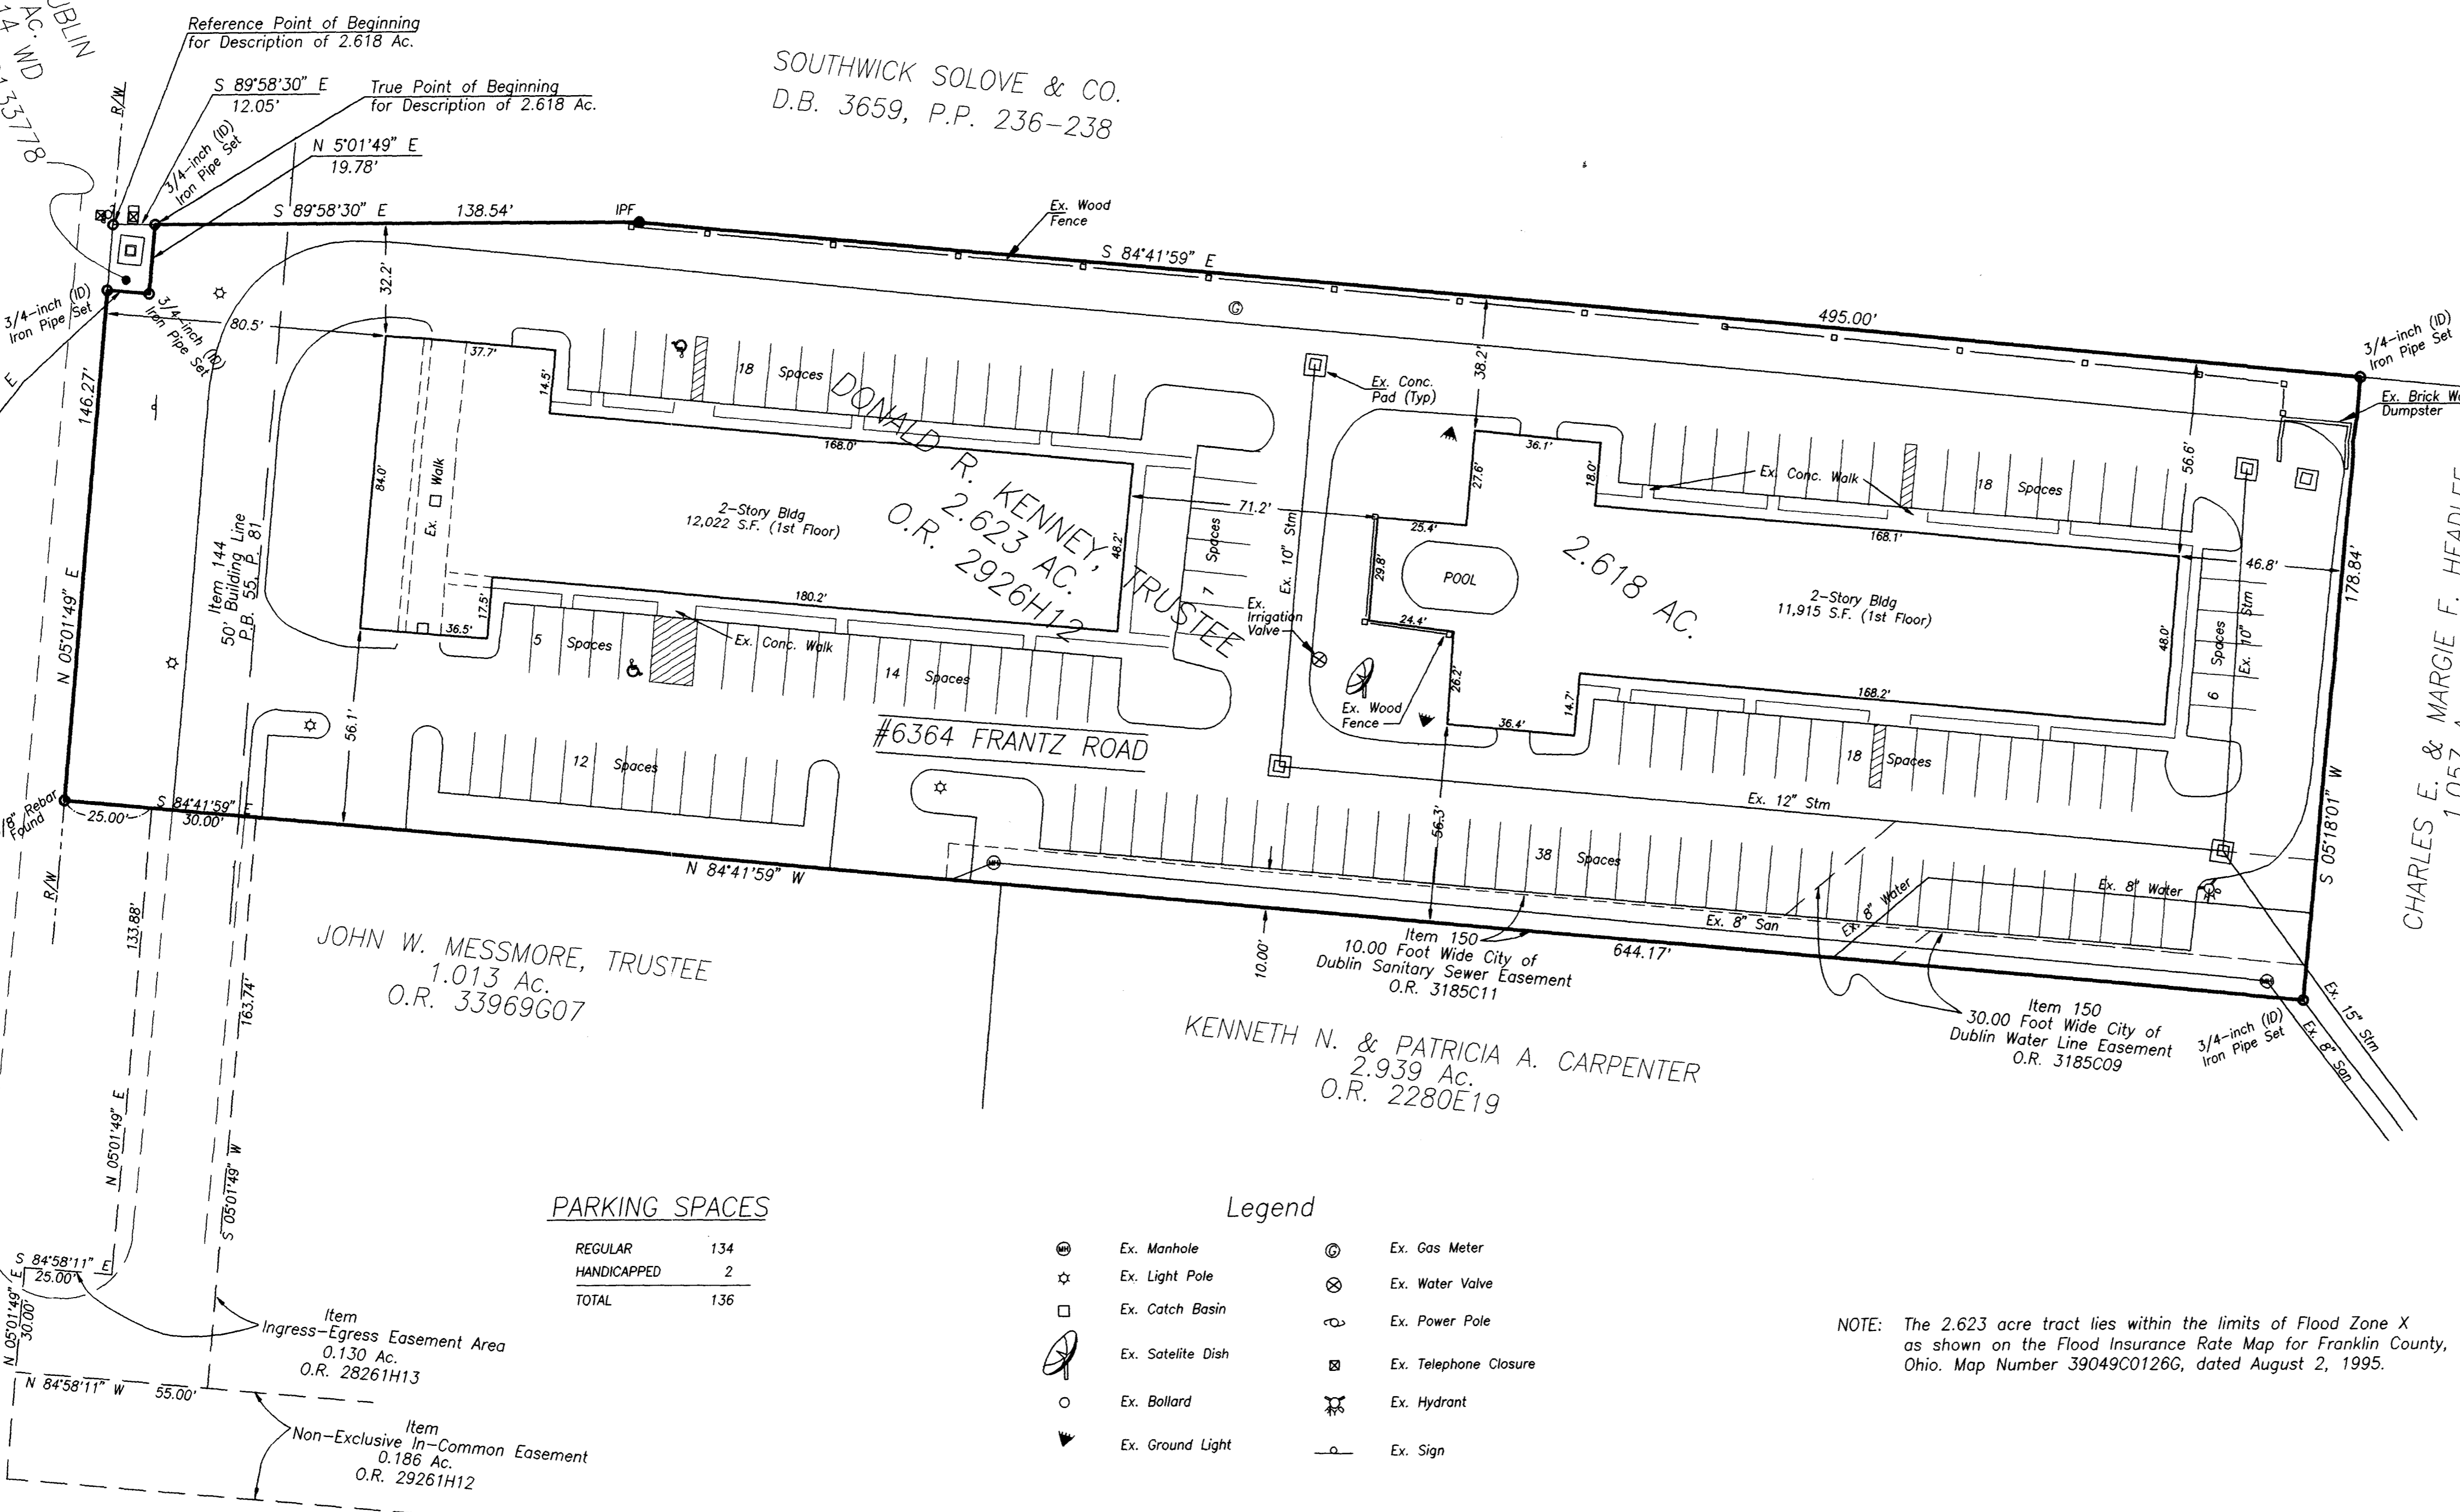 UBLIN
AC.
14 WD
133778
Reference Point of Beginning
for Description of 2.618 Ac.
S 89°58'30" E
12.05'
True Point of Beginning
for Description of 2.618 Ac.
N 5°01'49" E
19.78'
R/W
3/4-inch (ID)
Iron Pipe Set
SOUTHWICK SOLOVE & CO.
D.B. 3659, P.P. 236-238
S 89°58'30" E 138.54'
IPF
Ex. Wood
Fence
S 84°41'59" E
495.00'
3/4-inch (ID)
Iron Pipe Set
3/4-inch (ID)
Iron Pipe Set
3/4-inch (ID)
Iron Pipe Set
E
80.5'
32.2'
146.27'
N 05°01'49" E
37.7'
14.5'
18 Spaces
168.0'
84.0'
Ex. Walk
2-Story Bldg
12,022 S.F. (1st Floor)
48.2'
DONALD R. KENNEY, TRUSTEE
2.623 AC.
O.R. 2926H12
50' Item 144
Building Line
P.B. 55, P. 81
17.5'
180.2'
36.5'
5 Spaces
Ex. Conc. Walk
14 Spaces
56.1'
12 Spaces
#6364 FRANTZ ROAD
7 Spaces
71.2'
Ex. 10" Stm
Ex. Conc.
Pad (Typ)
38.2'
36.1'
27.6'
18.0'
25.4'
29.8'
POOL
24.4'
Ex.
Irrigation
Valve
Ex. Wood
Fence
26.2'
36.4'
14.7'
2.618 AC.
Ex. Conc. Walk
18 Spaces
168.1'
56.6'
Ex. Brick W
Dumpster
46.8'
2-Story Bldg
11,915 S.F. (1st Floor)
48.0'
168.2'
6 Spaces
Ex. 10" Stm
178.84'
S 05°18'01" W
CHARLES E. & MARGIE F. HEADLEE
1.057 A
18 Spaces
Ex. 12" Stm
56.3'
38 Spaces
Ex. 8" Water
Ex. 8" Water
Ex. 8" San
/8" Rebar
Found
25.00'
S 84°41'59" E
30.00'
R/W
N 84°41'59" W
644.17'
10.00'
Item 150
10.00 Foot Wide City of
Dublin Sanitary Sewer Easement
O.R. 3185C11
Item 150
30.00 Foot Wide City of
Dublin Water Line Easement
O.R. 3185C09
3/4-inch (ID)
Iron Pipe Set
Ex. 15" Stm
Ex. 8" San
JOHN W. MESSMORE, TRUSTEE
1.013 Ac.
O.R. 33969G07
KENNETH N. & PATRICIA A. CARPENTER
2.939 Ac.
O.R. 2280E19
133.88'
N 05°01'49" E
163.74'
S 05°01'49" W
S 84°58'11" E
25.00'
N 05°01'49" E
30.00'
N 84°58'11" W 55.00'
Item
Ingress-Egress Easement Area
0.130 Ac.
O.R. 28261H13
Item
Non-Exclusive In-Common Easement
0.186 Ac.
O.R. 29261H12
PARKING SPACES
REGULAR 134
HANDICAPPED 2
TOTAL 136
Legend
MH Ex. Manhole
Ex. Light Pole
Ex. Catch Basin
Ex. Satelite Dish
Ex. Bollard
Ex. Ground Light
G Ex. Gas Meter
Ex. Water Valve
Ex. Power Pole
Ex. Telephone Closure
Ex. Hydrant
Ex. Sign
NOTE: The 2.623 acre tract lies within the limits of Flood Zone X
as shown on the Flood Insurance Rate Map for Franklin County,
Ohio. Map Number 39049C0126G, dated August 2, 1995.